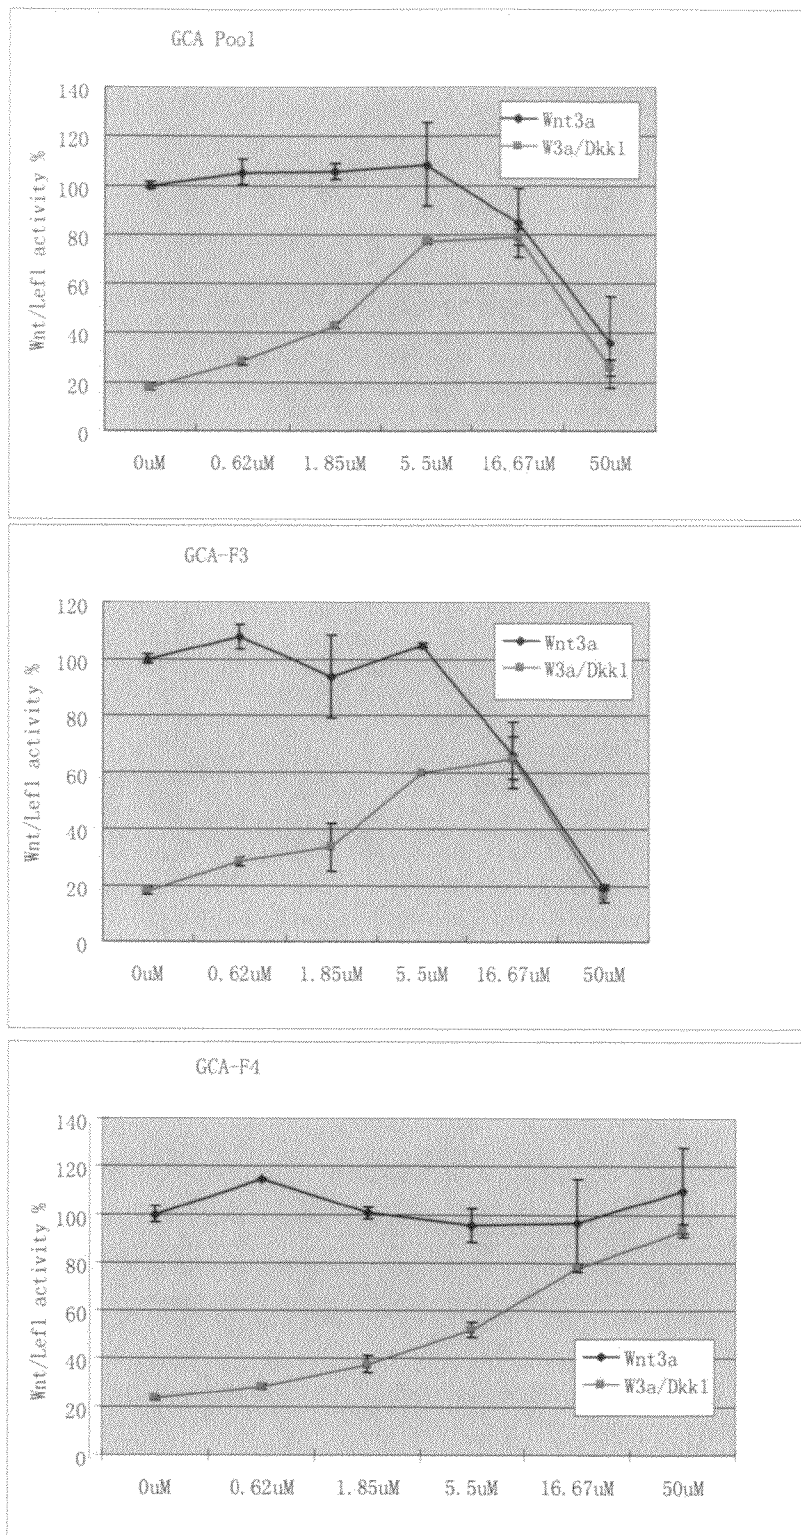 GCA Pool
140
120
100
80
60
40
20
0
Wnt/Lef1 activity %
Wnt3a
W3a/Dkk1
0uM 0.62uM 1.85uM 5.5uM 16.67uM 50uM
GCA-F3
120
100
80
60
40
20
0
Wnt/Lef1 activity %
Wnt3a
W3a/Dkk1
0uM 0.62uM 1.85uM 5.5uM 16.67uM 50uM
GCA-F4
140
120
100
80
60
40
20
0
Wnt/Lef1 activity %
Wnt3a
W3a/Dkk1
0uM 0.62uM 1.85uM 5.5uM 16.67uM 50uM